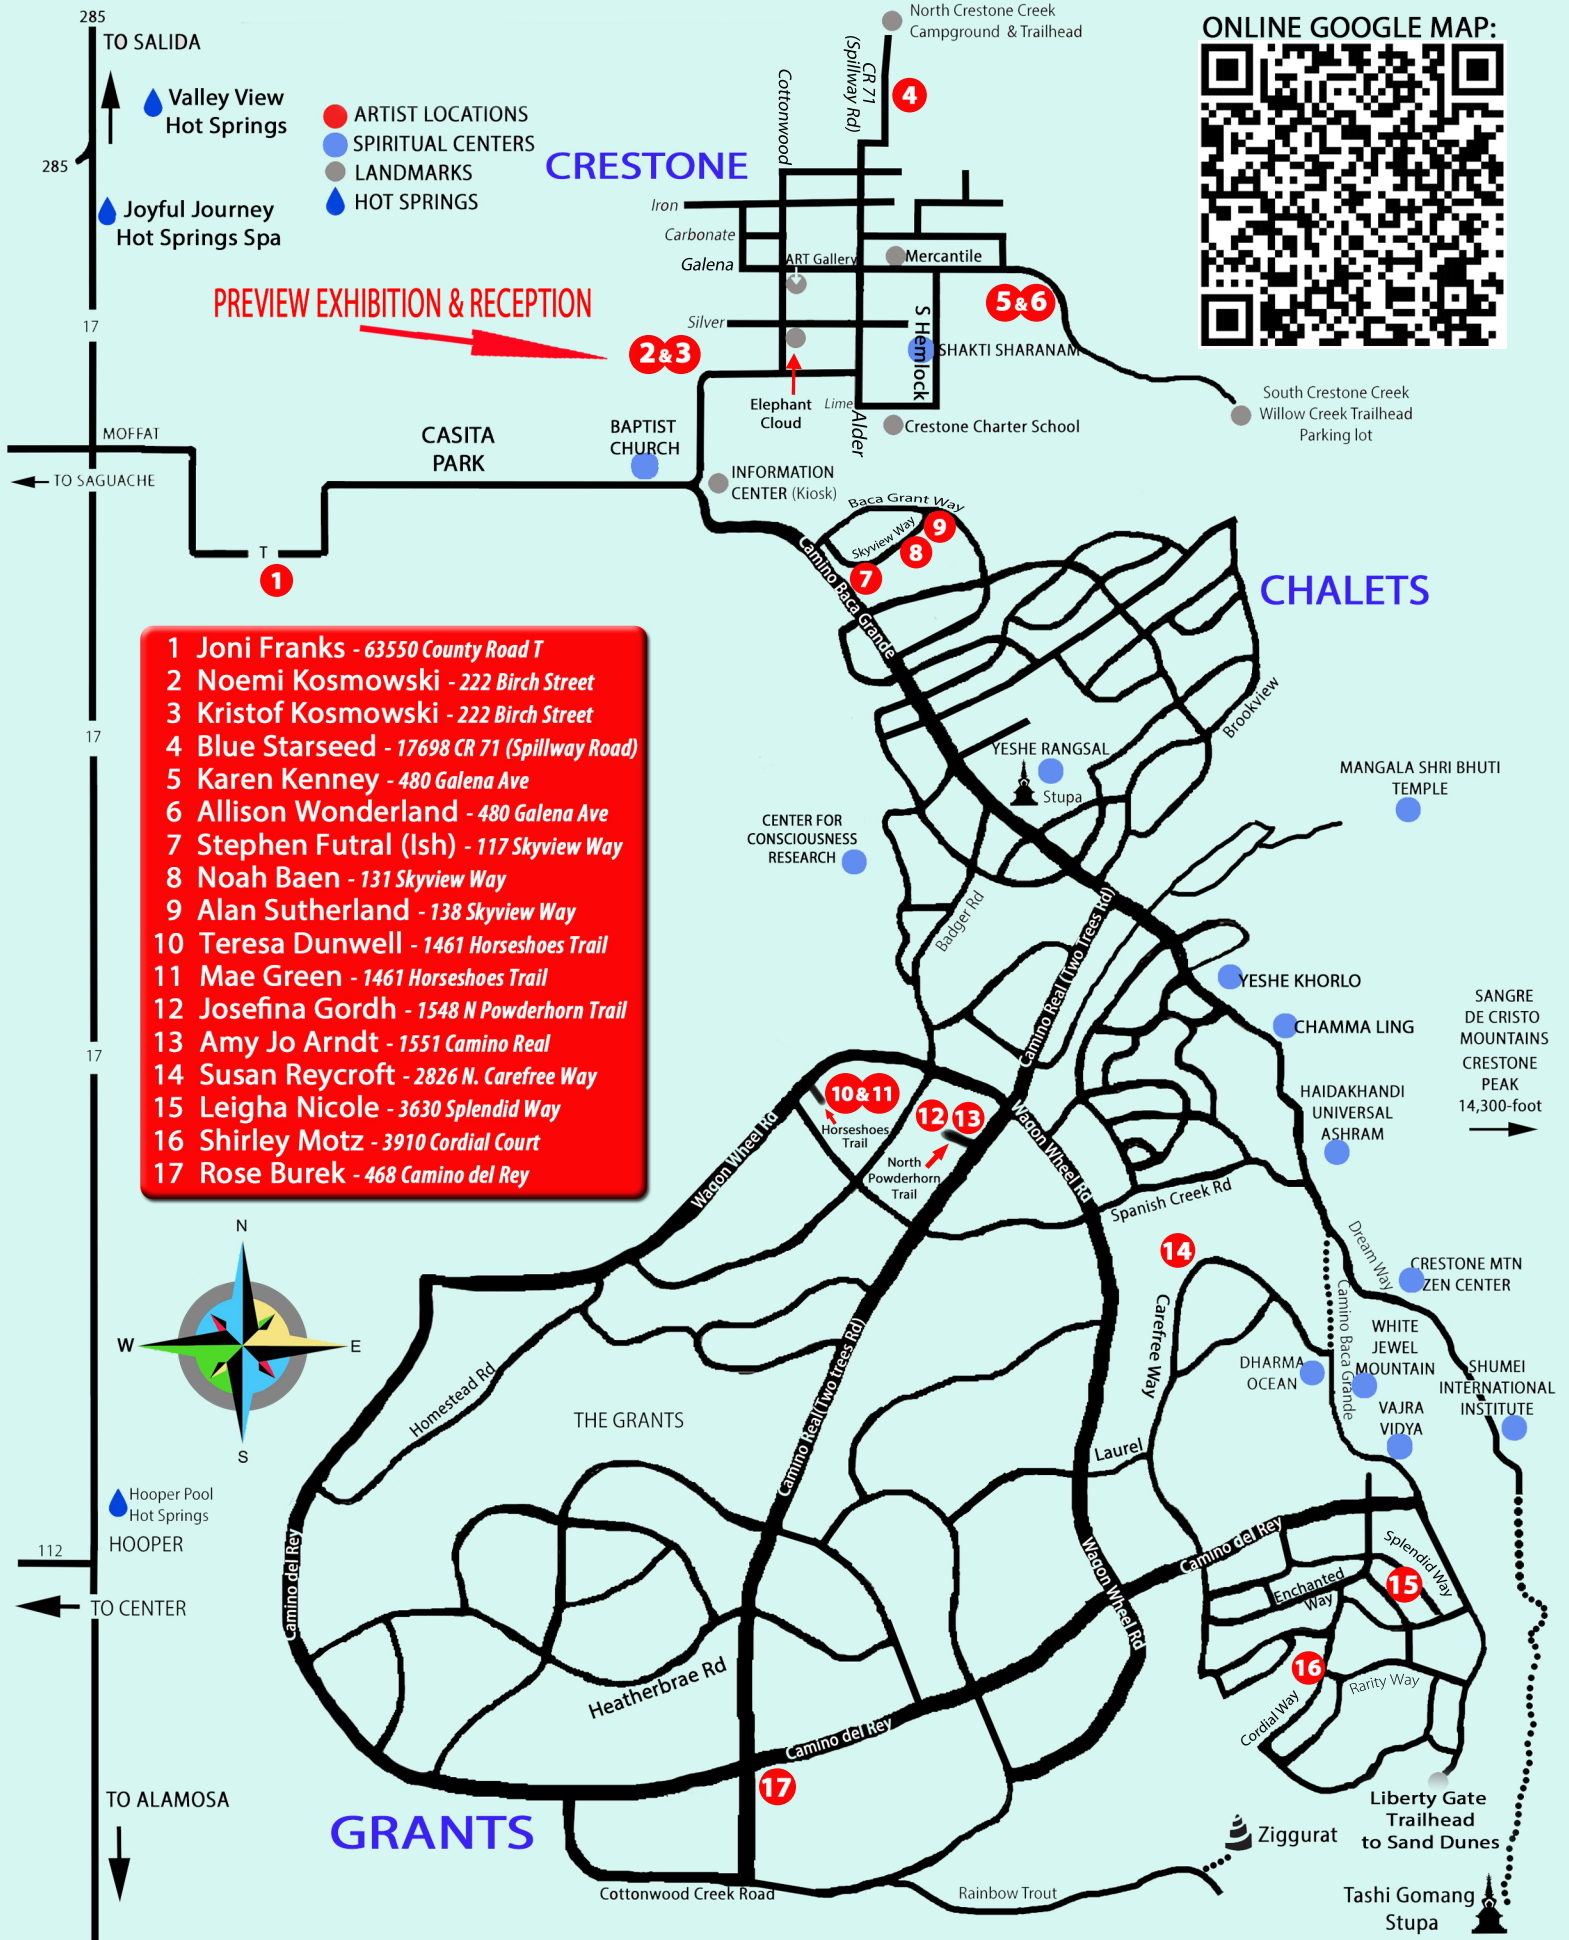 285
TO SALIDA
Valley View
Hot Springs
285
Joyful Journey
Hot Springs Spa
ARTIST LOCATIONS
SPIRITUAL CENTERS
LANDMARKS
HOT SPRINGS
North Crestone Creek
Campground & Trailhead
CR 71
(Spillway Rd)
4
ONLINE GOOGLE MAP:
CRESTONE
Cottonwood
Iron
Carbonate
Galena
ART Gallery
Mercantile
PREVIEW EXHIBITION & REACEPTION
17
2&3
5&6
Silver
S Hemlock
SHAKTI SHARANAM
Elephant
Cloud
Lime
Alder
Crestone Charter School
South Crestone Creek
Willow Creek Trailhead
Parking lot
MOFFAT
TO SAGUACHE
CASITA
PARK
BAPTIST
CHURCH
INFORMATION
CENTER (Kiosk)
T
1
Baca Grant Way
Skyview Way
9
8
7
Camino Baca Grande
CHALETS
1 Joni Franks - 63550 County Road T
2 Noemi Kosmowski - 222 Birch Street
3 Kristof Kosmowski - 222 Birch Street
4 Blue Starseed - 17698 CR 71 (Spillway Road)
5 Karen Kenney - 480 Galena Ave
6 Allison Wonderland - 480 Galena Ave
7 Stephen Futral (Ish) - 117 Skyview Way
8 Noah Baen - 131 Skyview Way
9 Alan Sutherland - 138 Skyview Way
10 Teresa Dunwell - 1461 Horseshoes Trail
11 Mae Green - 1461 Horseshoes Trail
12 Josefina Gordh - 1548 N Powderhorn Trail
13 Amy Jo Arndt - 1551 Camino Real
14 Susan Reycroft - 2826 N. Carefree Way
15 Leigha Nicole - 3630 Splendid Way
16 Shirley Motz - 3910 Cordial Court
17 Rose Burek - 468 Camino del Rey
17
17
Brookview
YESHE RANGSAL
Stupa
MANGALA SHRI BHUTI
TEMPLE
CENTER FOR
CONSCIOUSNESS
RESEARCH
Badger Rd
Camino Real (Two Trees Rd)
YESHE KHORLO
CHAMMA LING
SANGRE
DE CRISTO
MOUNTAINS
CRESTONE
PEAK
14,300-foot
HAIDAKHANDI
UNIVERSAL
ASHRAM
10&11
12
13
Horseshoes
Trail
North
Powderhorn
Trail
Wagon Wheel Rd
Wagon Wheel Rd
Spanish Creek Rd
14
Dream Way
CRESTONE MTN
ZEN CENTER
Camino Baca Grande
WHITE
JEWEL
MOUNTAIN
DHARMA
OCEAN
VAJRA
VIDYA
SHUMEI
INTERNATIONAL
INSTITUTE
Carefree Way
Laurel
N
W
E
S
Homestead Rd
THE GRANTS
Camino Real(Two trees Rd)
Hooper Pool
Hot Springs
HOOPER
112
TO CENTER
Camino del Rey
Camino del Rey
Wagon Wheel Rd
Splendid Way
15
Enchanted
Way
16
Rarity Way
Cordial Way
Heatherbrae Rd
Camino del Rey
17
TO ALAMOSA
GRANTS
Liberty Gate
Trailhead
to Sand Dunes
Ziggurat
Cottonwood Creek Road
Rainbow Trout
Tashi Gomang
Stupa